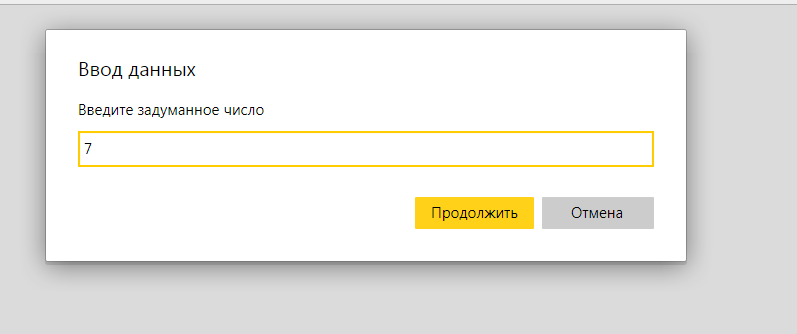 Ввод данных
Введите задуманное число
7
Продолжить Отмена